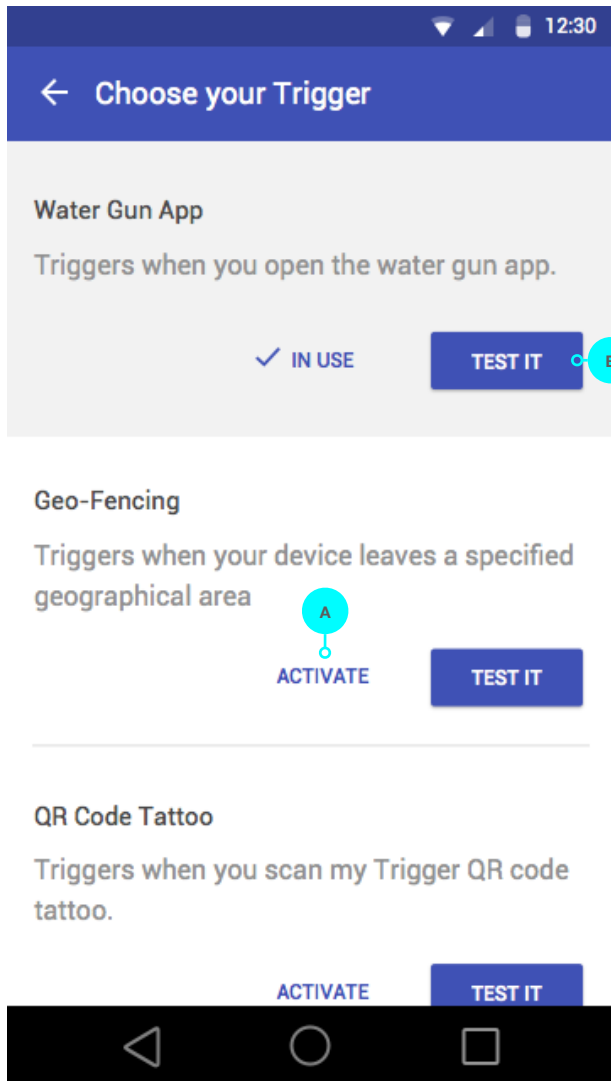 12:30
Choose your Trigger
Water Gun App
Triggers when you open the water gun app.
IN USE
TEST IT
Geo-Fencing
Triggers when your device leaves a specified
geographical area
A
ACTIVATE
TEST IT
QR Code Tattoo
Triggers when you scan my Trigger QR code
tattoo.
ACTIVATE
TEST IT